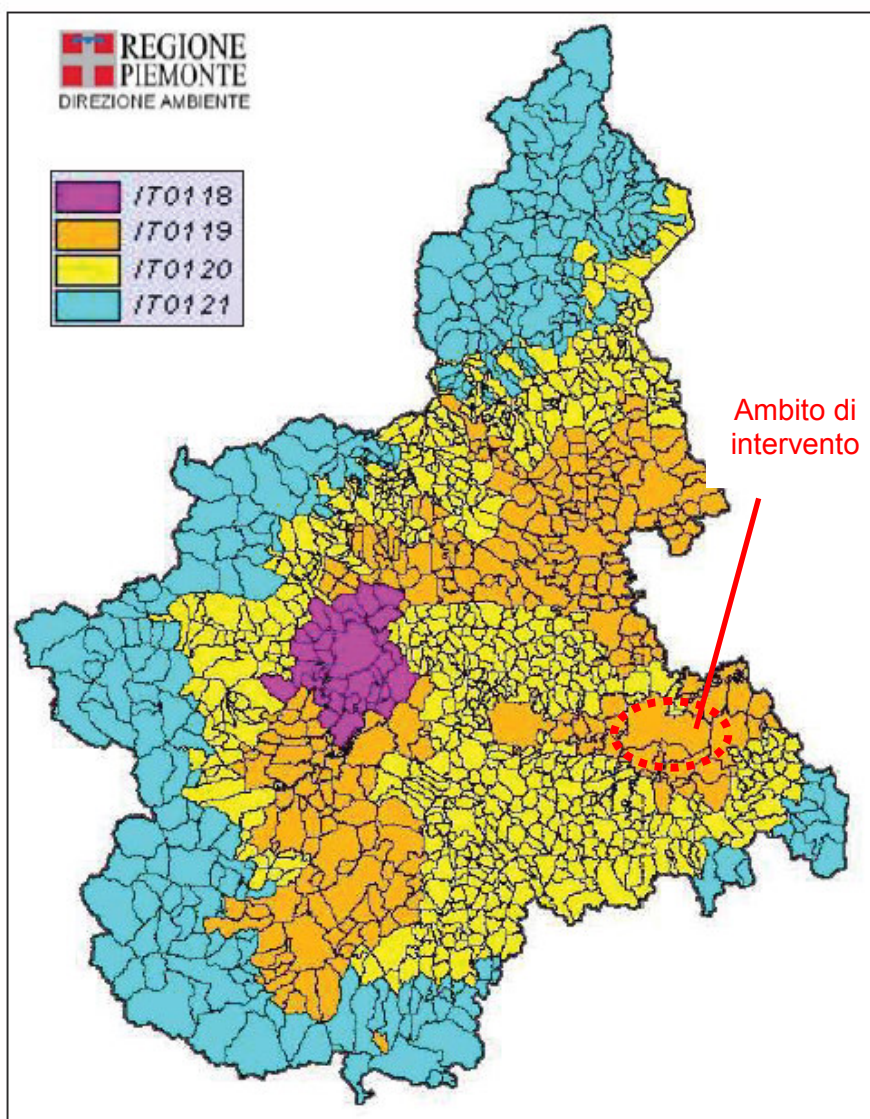 REGIONE
PIEMONTE
DIREZIONE AMBIENTE
IT0118
IT0119
IT0120
IT0121
Ambito di
intervento